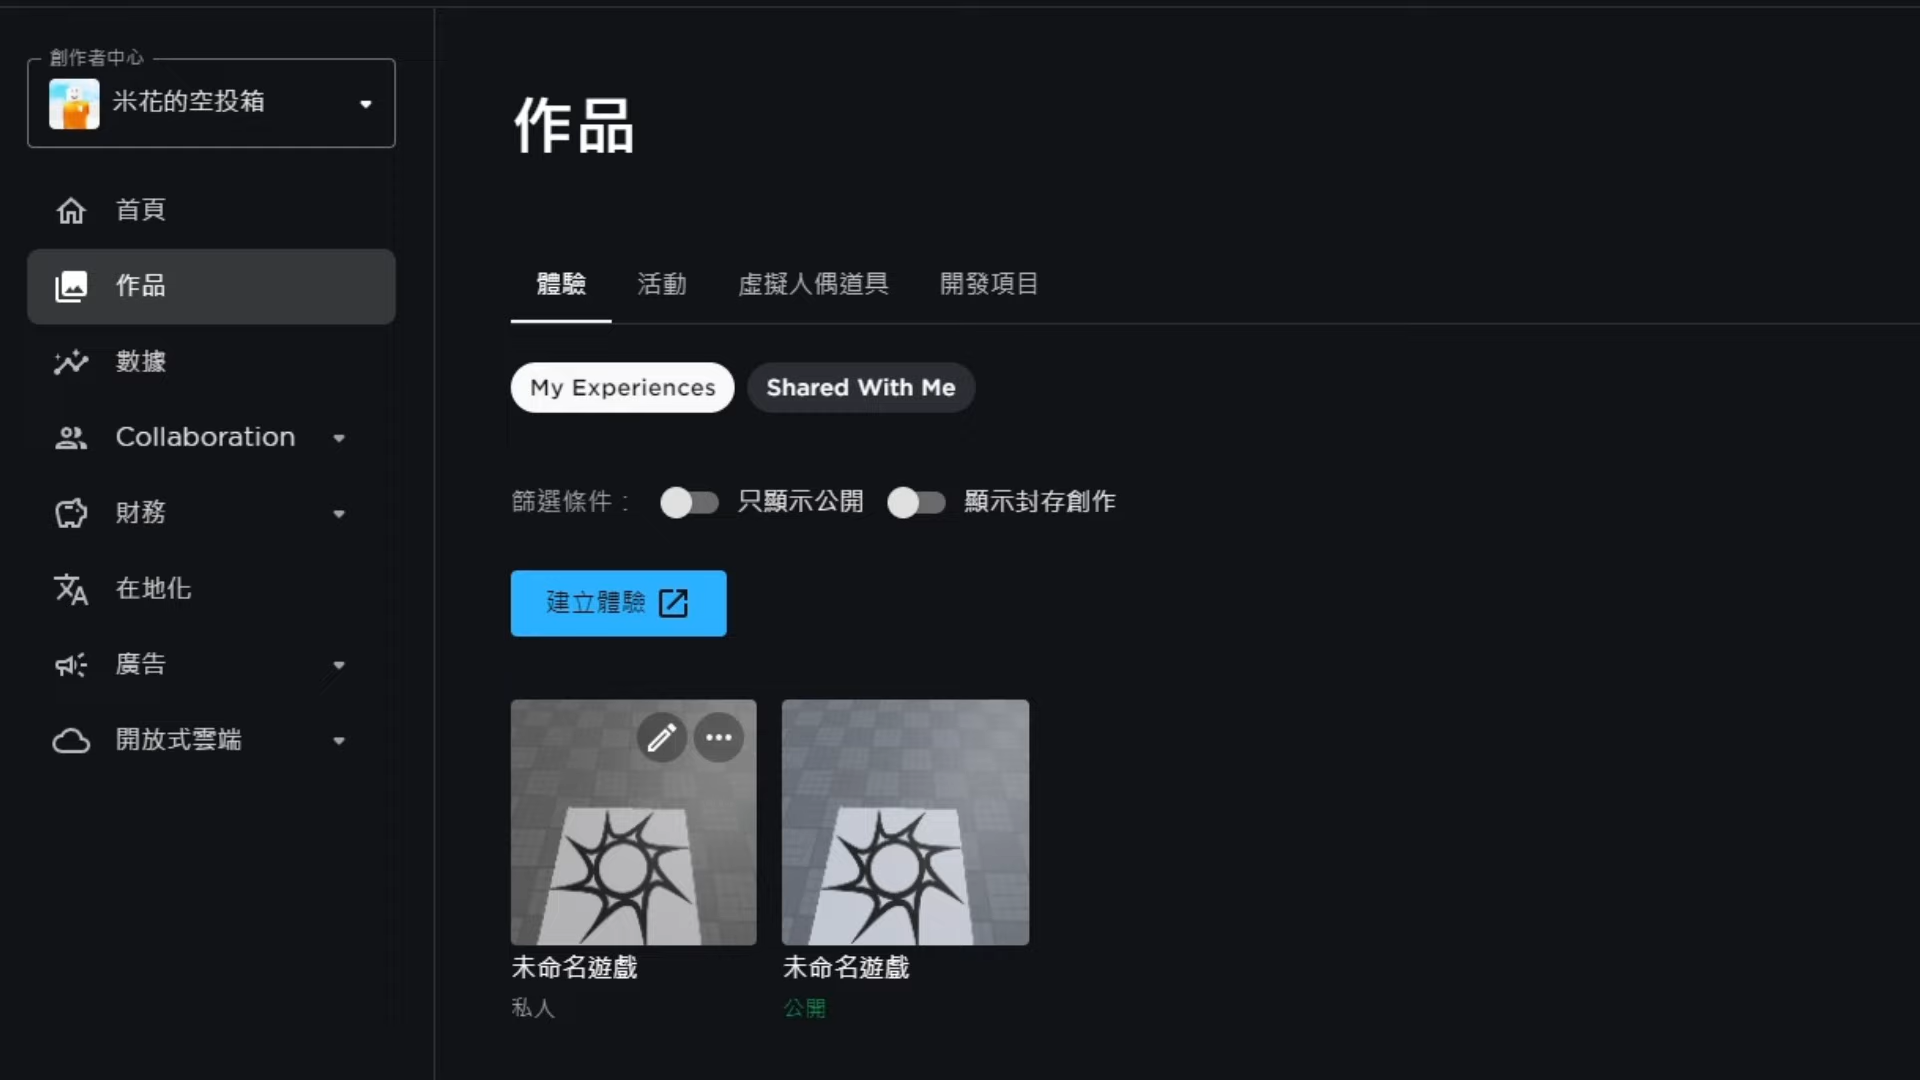 創作者中心
米花的空投箱
首頁
作品
數據
Collaboration
財務
在地化
廣告
開放式雲端
作品
體驗 活動 虛擬人偶道具 開發項目
My Experiences Shared With Me
篩選條件： 只顯示公開 顯示封存創作
建立體驗
未命名遊戲 未命名遊戲
私人 公開